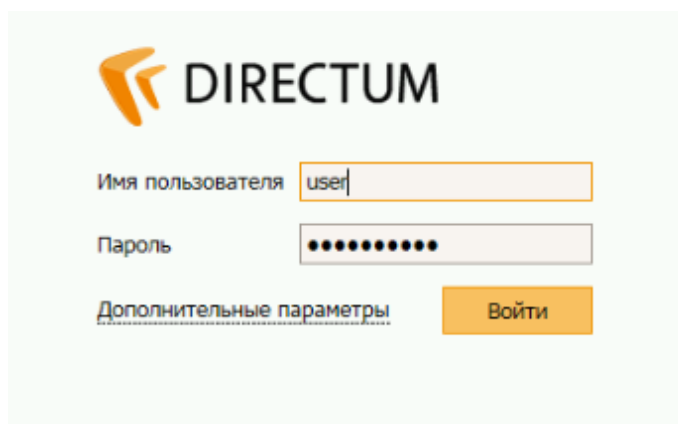 DIRECTUM
Имя пользователя user
Пароль ••••••••••
Дополнительные параметры Войти